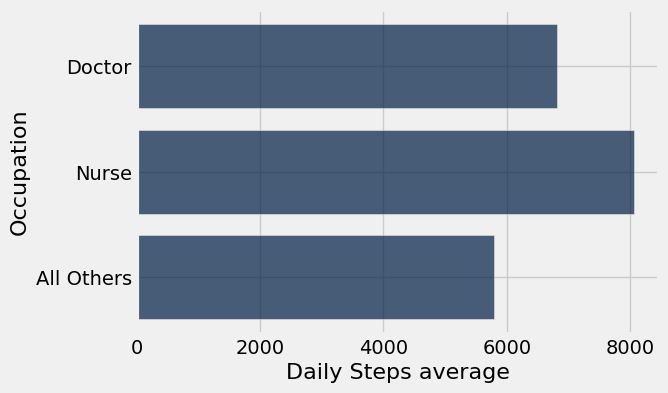 Doctor
Nurse
All Others
Occupation
0 2000 4000 6000 8000
Daily Steps average